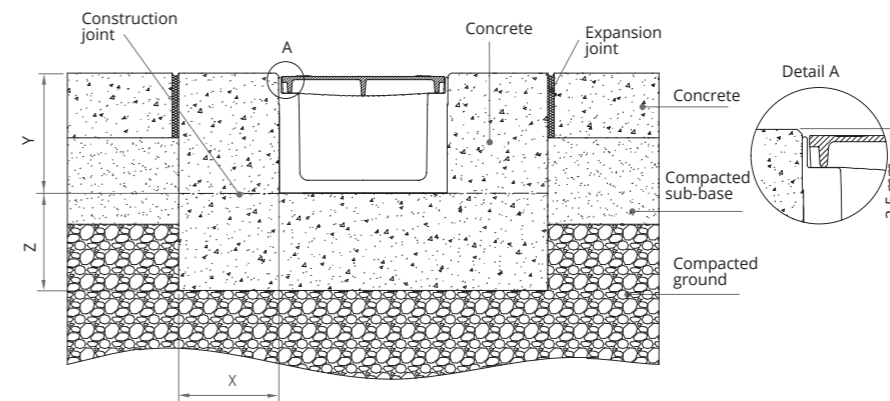 Construction
joint
A
Concrete
Expansion
joint
Detail A
Concrete
Y
Compacted
sub-base
Z
Compacted
ground
X